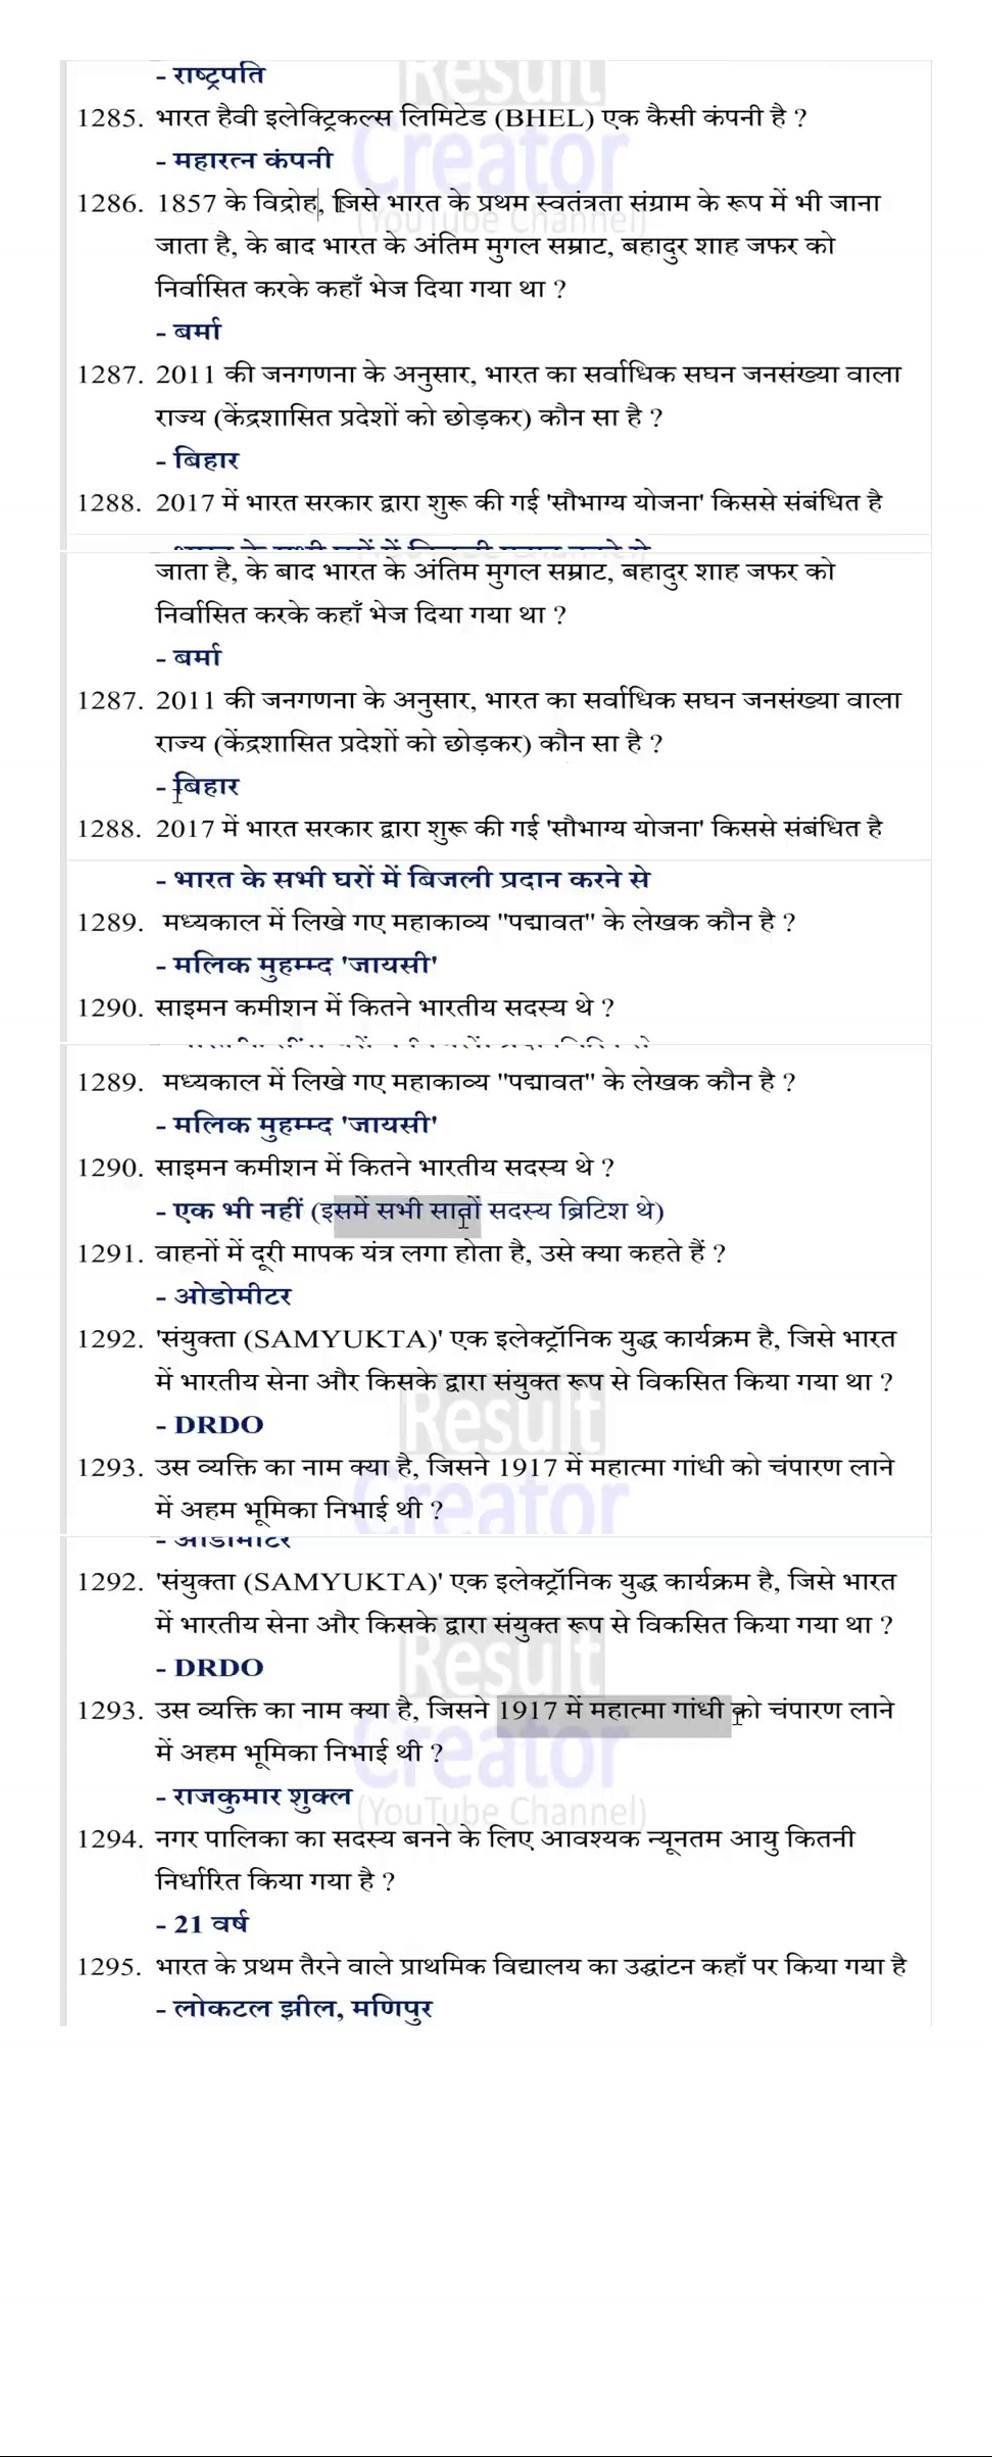 - राष्ट्रपति
Result
Creator
(YouTube Channel)
1285. भारत हैवी इलेक्ट्रिकल्स लिमिटेड (BHEL) एक कैसी कंपनी है ?
- महारत्न कंपनी
1286. 1857 के विद्रोह, जिसे भारत के प्रथम स्वतंत्रता संग्राम के रूप में भी जाना
जाता है, के बाद भारत के अंतिम मुगल सम्राट, बहादुर शाह जफर को
निर्वासित करके कहाँ भेज दिया गया था ?
- बर्मा
1287. 2011 की जनगणना के अनुसार, भारत का सर्वाधिक सघन जनसंख्या वाला
राज्य (केंद्रशासित प्रदेशों को छोड़कर) कौन सा है ?
- बिहार
1288. 2017 में भारत सरकार द्वारा शुरू की गई 'सौभाग्य योजना' किससे संबंधित है
जाता है, के बाद भारत के अंतिम मुगल सम्राट, बहादुर शाह जफर को
निर्वासित करके कहाँ भेज दिया गया था ?
- बर्मा
1287. 2011 की जनगणना के अनुसार, भारत का सर्वाधिक सघन जनसंख्या वाला
राज्य (केंद्रशासित प्रदेशों को छोड़कर) कौन सा है ?
- बिहार
1288. 2017 में भारत सरकार द्वारा शुरू की गई 'सौभाग्य योजना' किससे संबंधित है
- भारत के सभी घरों में बिजली प्रदान करने से
1289. मध्यकाल में लिखे गए महाकाव्य "पद्मावत" के लेखक कौन है ?
- मलिक मुहम्म्द 'जायसी'
1290. साइमन कमीशन में कितने भारतीय सदस्य थे ?
1289. मध्यकाल में लिखे गए महाकाव्य "पद्मावत" के लेखक कौन है ?
- मलिक मुहम्म्द 'जायसी'
1290. साइमन कमीशन में कितने भारतीय सदस्य थे ?
- एक भी नहीं (इसमें सभी सातों सदस्य ब्रिटिश थे)
1291. वाहनों में दूरी मापक यंत्र लगा होता है, उसे क्या कहते हैं ?
- ओडोमीटर
1292. 'संयुक्ता (SAMYUKTA)' एक इलेक्ट्रॉनिक युद्ध कार्यक्रम है, जिसे भारत
में भारतीय सेना और किसके द्वारा संयुक्त रूप से विकसित किया गया था ?
Result
- DRDO
1293. उस व्यक्ति का नाम क्या है, जिसने 1917 में महात्मा गांधी को चंपारण लाने
में अहम भूमिका निभाई थी ?
Creator
- ओडोमीटर
1292. 'संयुक्ता (SAMYUKTA)' एक इलेक्ट्रॉनिक युद्ध कार्यक्रम है, जिसे भारत
में भारतीय सेना और किसके द्वारा संयुक्त रूप से विकसित किया गया था ?
Result
- DRDO
1293. उस व्यक्ति का नाम क्या है, जिसने 1917 में महात्मा गांधी को चंपारण लाने
में अहम भूमिका निभाई थी ?
Creator
- राजकुमार शुक्ल
(YouTube Channel)
1294. नगर पालिका का सदस्य बनने के लिए आवश्यक न्यूनतम आयु कितनी
निर्धारित किया गया है ?
- 21 वर्ष
1295. भारत के प्रथम तैरने वाले प्राथमिक विद्यालय का उद्घांटन कहाँ पर किया गया है
- लोकटल झील, मणिपुर